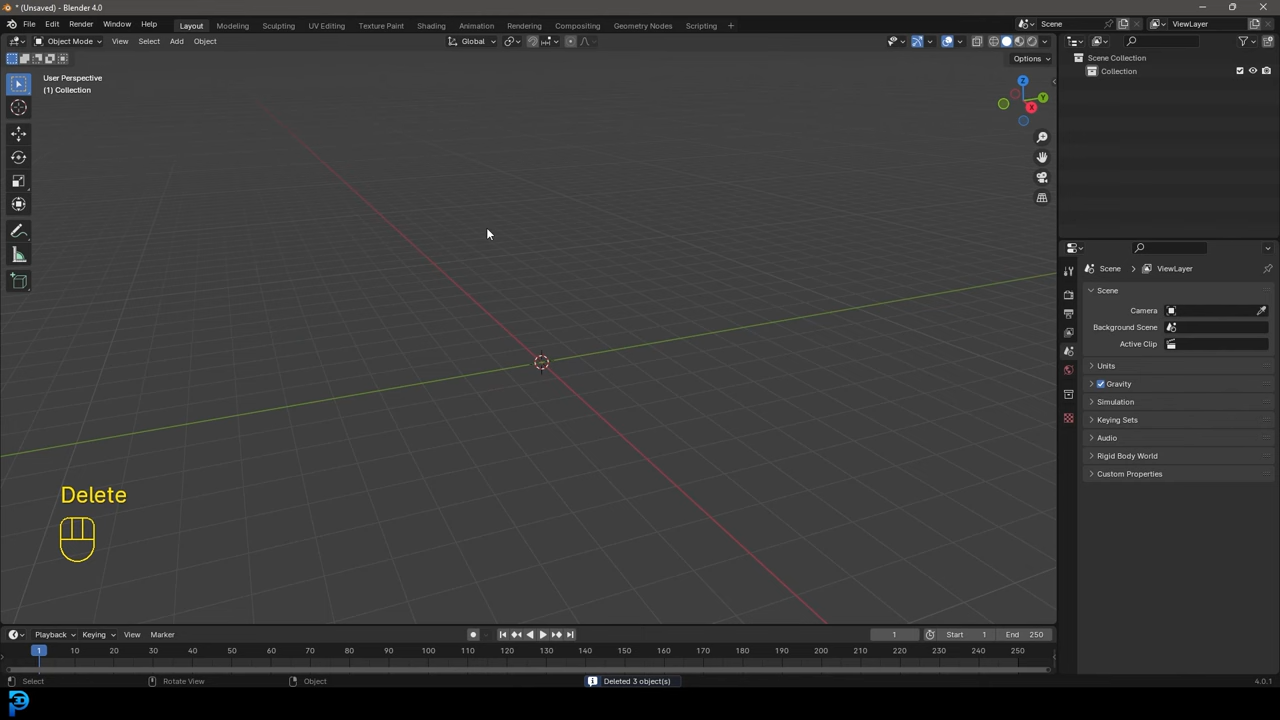 * (Unsaved) - Blender 4.0
File Edit Render Window Help Layout Modeling Sculpting UV Editing Texture Paint Shading Animation Rendering Compositing Geometry Nodes Scripting + Scene ViewLayer
Object Mode View Select Add Object Global
Options
User Perspective
(1) Collection
Z
Y
X
Scene Collection
Collection
Scene > ViewLayer
Scene
Camera
Background Scene
Active Clip
Units
Gravity
Simulation
Keying Sets
Audio
Rigid Body World
Custom Properties
Delete
Playback Keying View Marker 1 Start 1 End 250
1 10 20 30 40 50 60 70 80 90 100 110 120 130 140 150 160 170 180 190 200 210 220 230 240 250
Select Rotate View Object Deleted 3 object(s) 4.0.1